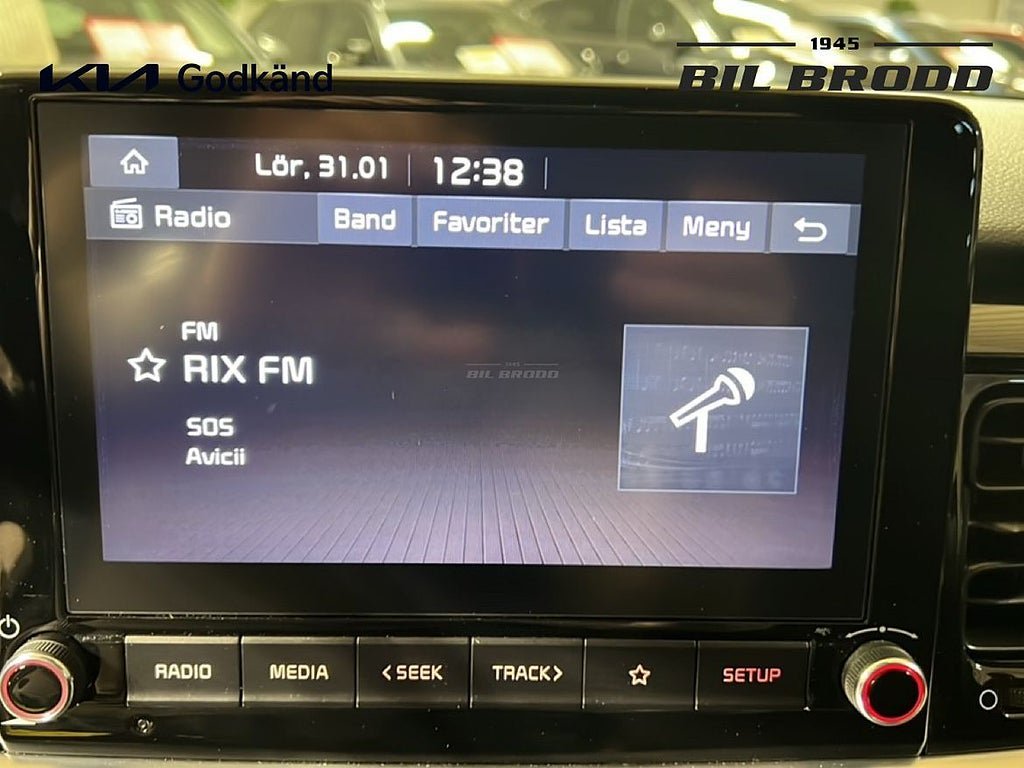 KIA Godkänd
1945
BIL BRODD
Lör, 31.01 12:38
Radio Band Favoriter Lista Meny
FM
RIX FM
SOS
Avicii
1945
BIL BRODD
RADIO MEDIA <SEEK TRACK> SETUP